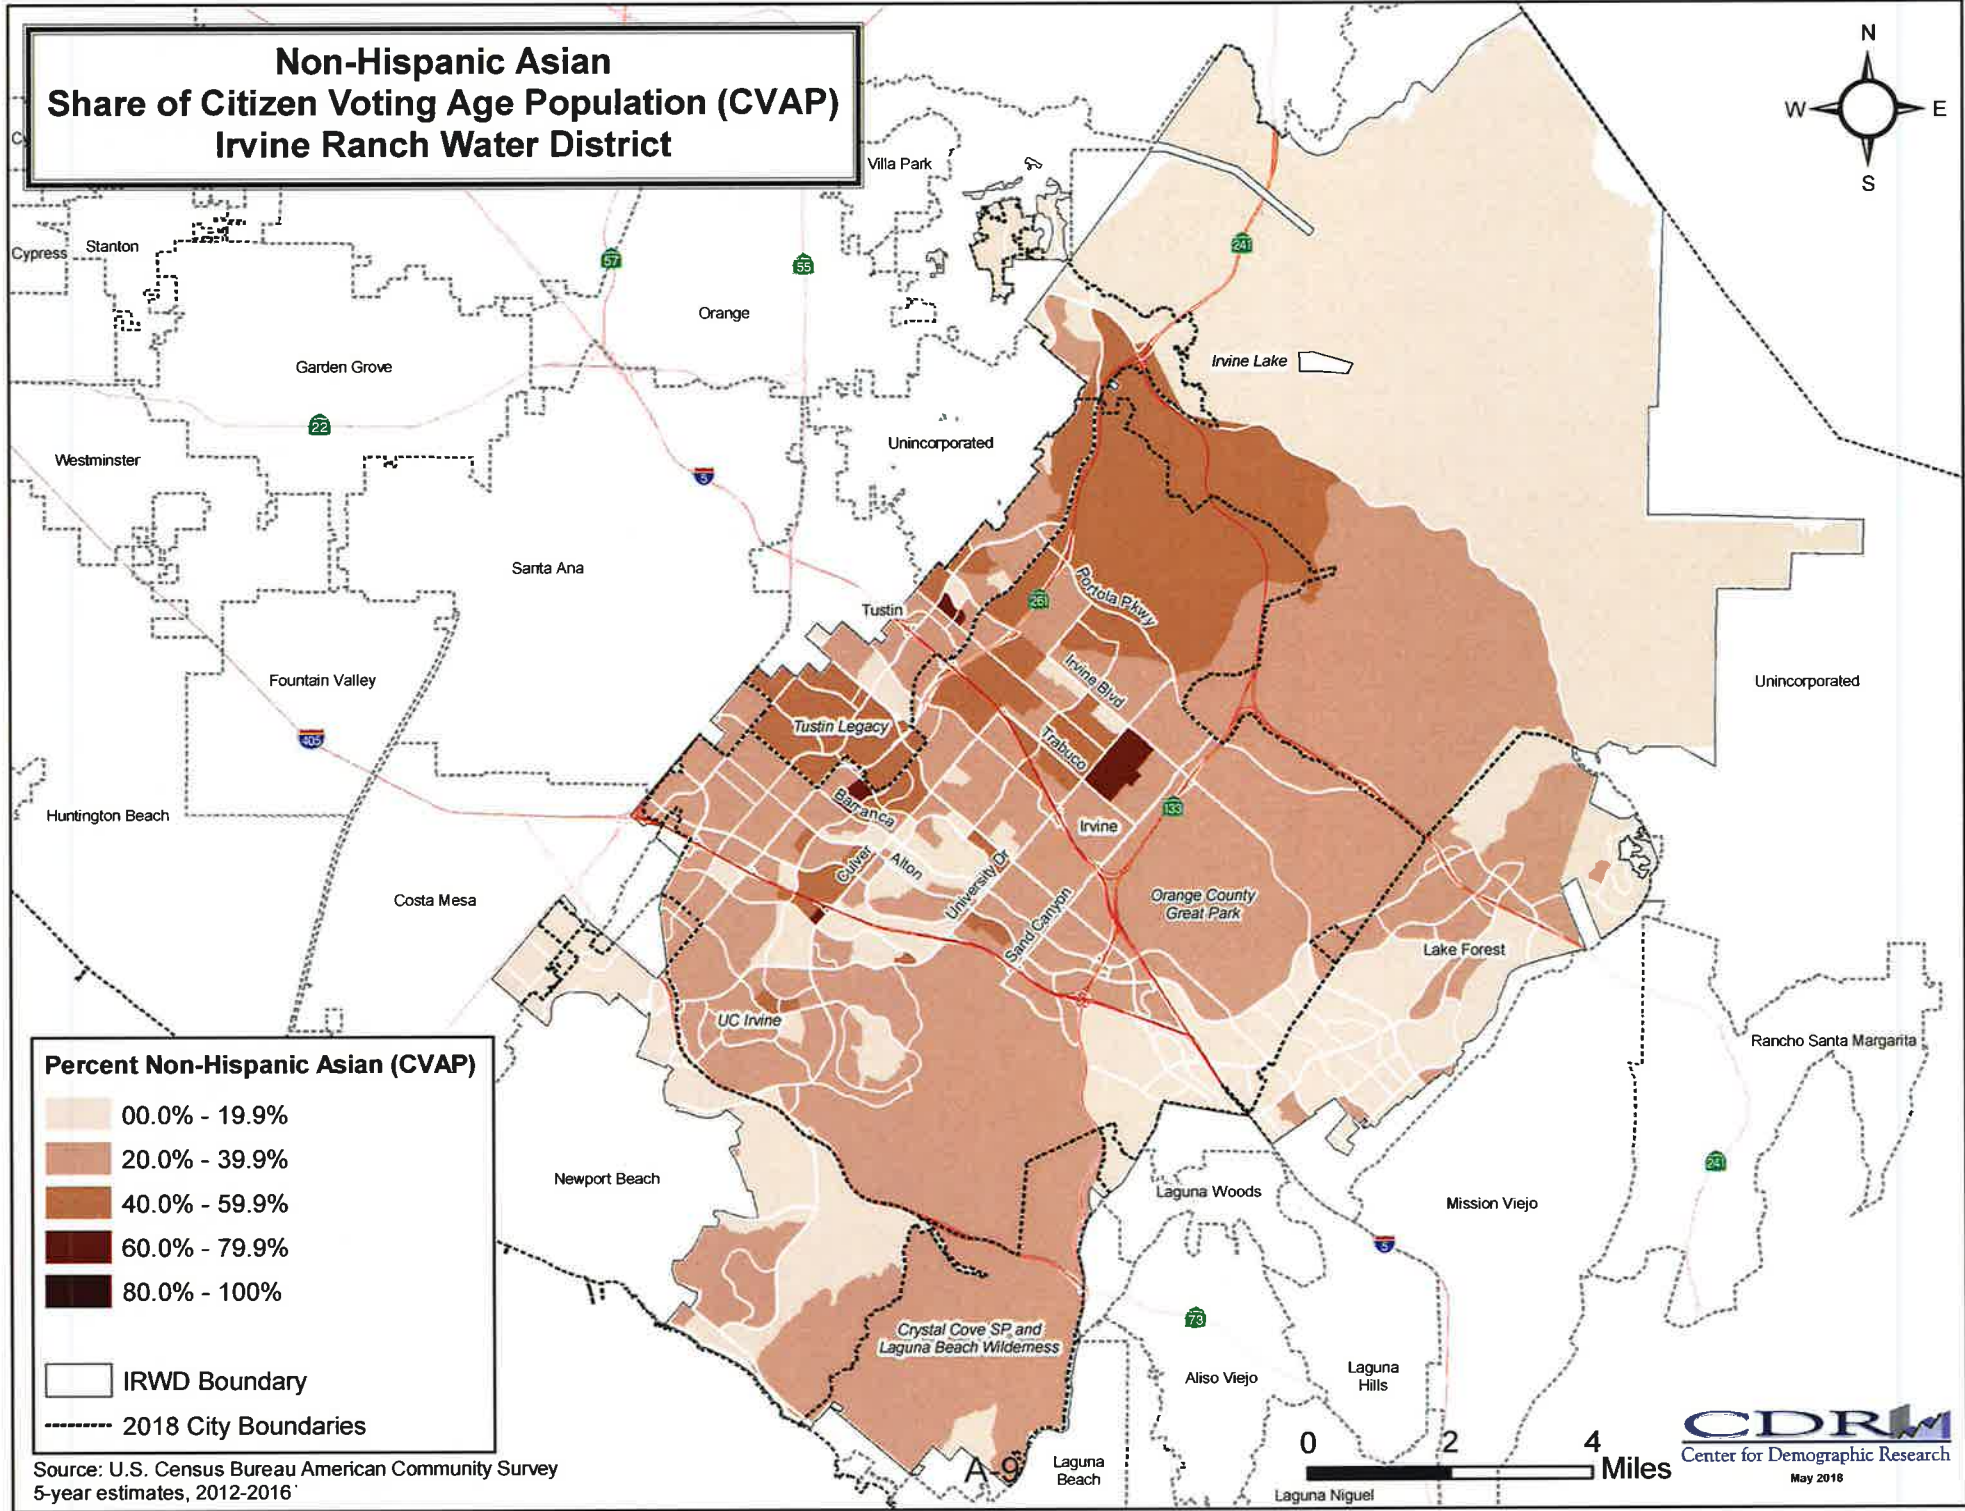 Non-Hispanic Asian
Share of Citizen Voting Age Population (CVAP)
Irvine Ranch Water District
N
W
E
S
Villa Park
Cypress
Stanton
57
55
241
Orange
Garden Grove
Irvine Lake
22
Unincorporated
Westminster
5
Santa Ana
Tustin
261
Portola Pkwy
Fountain Valley
Irvine Blvd
Unincorporated
Tustin Legacy
405
Trabuco
Huntington Beach
Barranca
133
Irvine
Culver
Alton
University Dr
Costa Mesa
Orange County
Great Park
Sand Canyon
Lake Forest
UC Irvine
Rancho Santa Margarita
Percent Non-Hispanic Asian (CVAP)
00.0% - 19.9%
20.0% - 39.9%
40.0% - 59.9%
60.0% - 79.9%
80.0% - 100%
IRWD Boundary
2018 City Boundaries
Newport Beach
Laguna Woods
Mission Viejo
241
5
73
Crystal Cove SP and
Laguna Beach Wilderness
Aliso Viejo
Laguna
Hills
Laguna
Beach
A-9
0 2 4
Miles
Laguna Niguel
CDR
Center for Demographic Research
May 2018
Source: U.S. Census Bureau American Community Survey
5-year estimates, 2012-2016